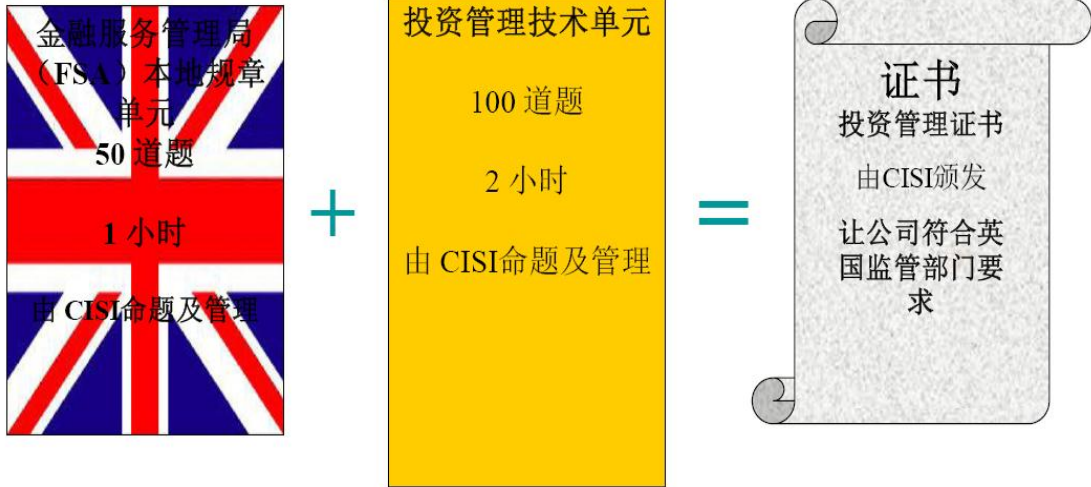 金融服务管理局
（FSA）本地规章
单元
50 道题
1 小时
由 CISI命题及管理
+
投资管理技术单元
100 道题
2 小时
由 CISI命题及管理
=
证书
投资管理证书
由CISI颁发
让公司符合英
国监管部门要
求